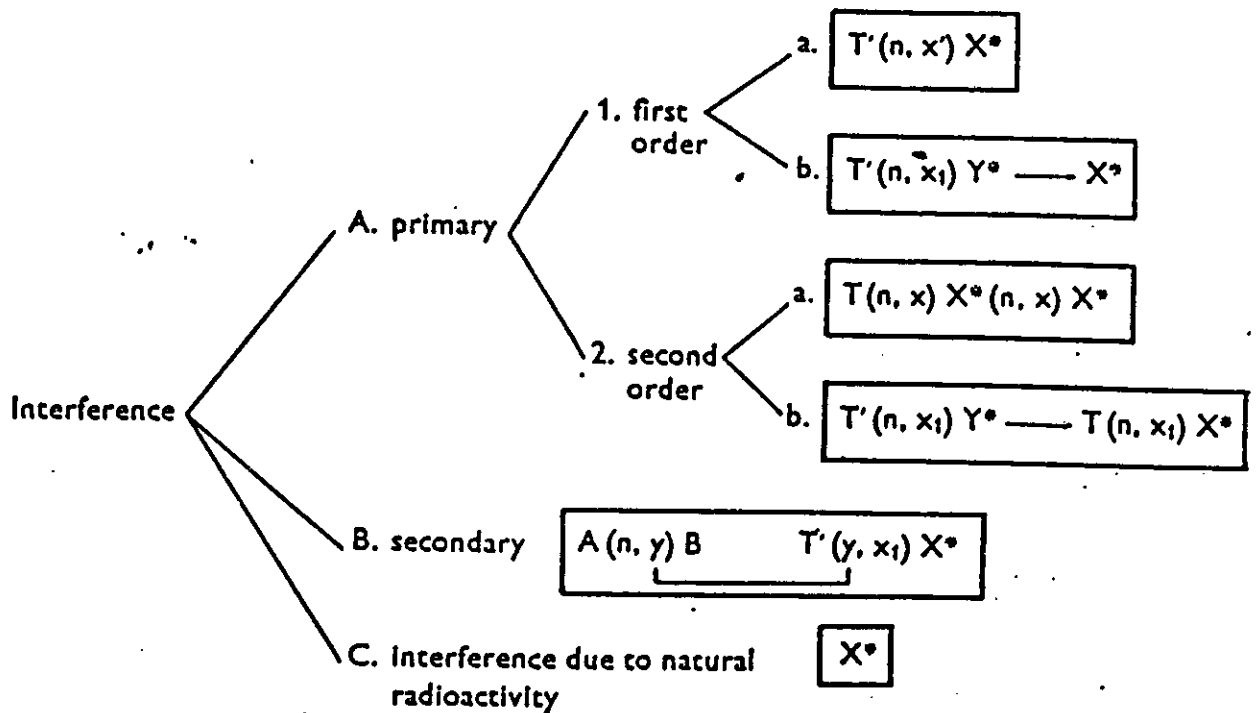 a. T′(n, x′) X*
1. first
order
b. T′(n, x₁) Y* —— X*
A. primary
a. T(n, x) X*(n, x) X*
2. second
order
b. T′(n, x₁) Y* —— T(n, x₁) X*
Interference
B. secondary A(n, y) B T′(y, x₁) X*
C. interference due to natural X*
radioactivity